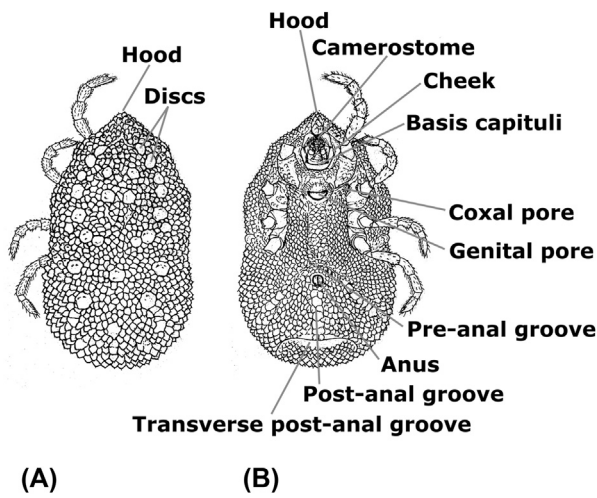 Hood
Discs
Hood
Camerostome
Cheek
Basis capituli
Coxal pore
Genital pore
Pre-anal groove
Anus
Post-anal groove
Transverse post-anal groove
(A)
(B)